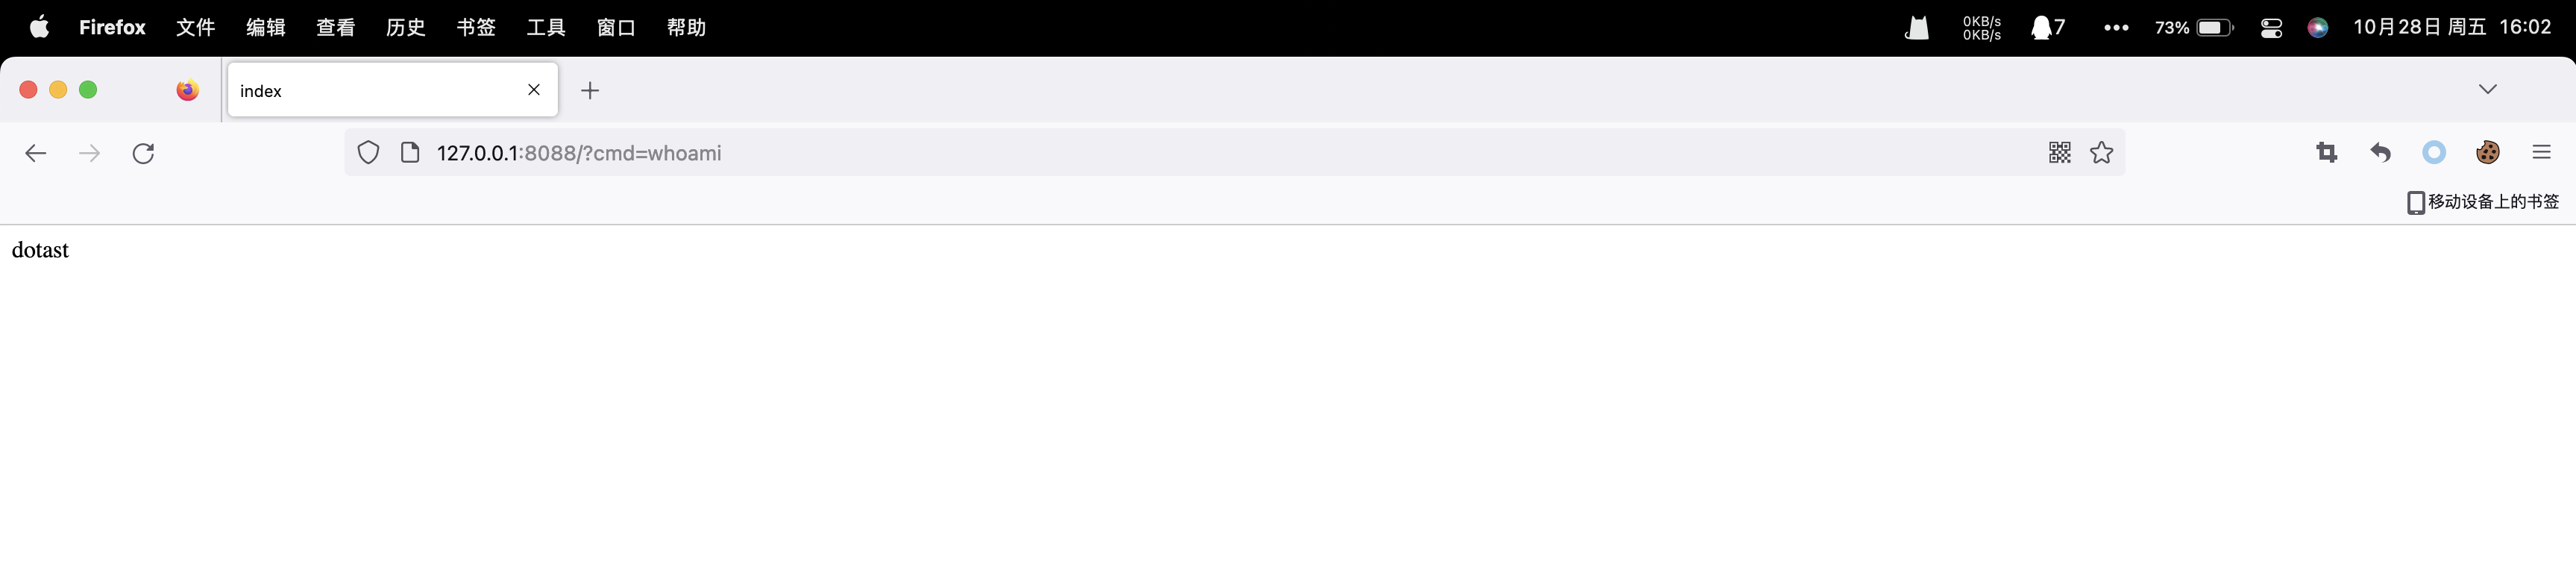 Firefox 文件 编辑 查看 历史 书签 工具 窗口 帮助 0KB/s 0KB/s 7 73% 10月28日 周五 16:02
index
127.0.0.1:8088/?cmd=whoami
移动设备上的书签
dotast